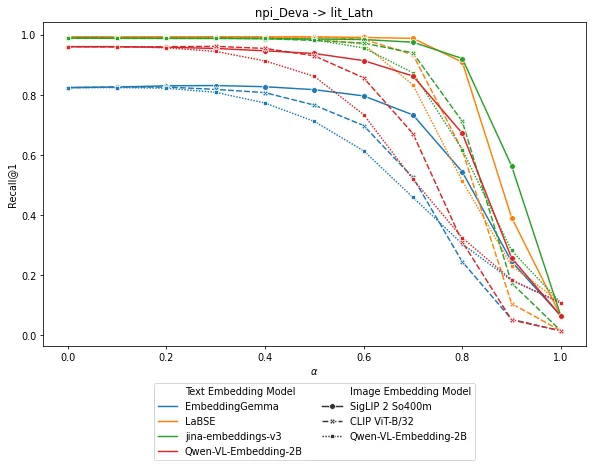 npi_Deva -> lit_Latn
Recall@1
1.0
0.8
0.6
0.4
0.2
0.0
0.0 0.2 0.4 0.6 0.8 1.0
α
Text Embedding Model
EmbeddingGemma
LaBSE
jina-embeddings-v3
Qwen-VL-Embedding-2B
Image Embedding Model
SigLIP 2 So400m
CLIP ViT-B/32
Qwen-VL-Embedding-2B